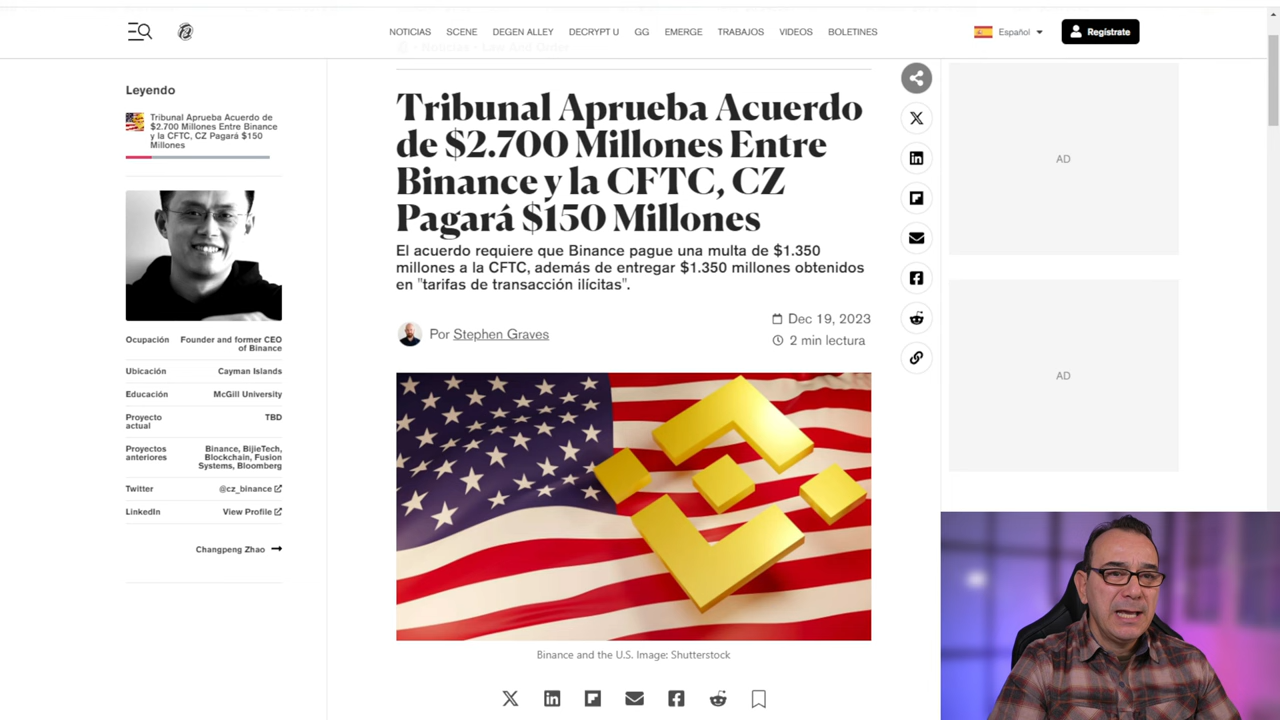 NOTICIAS SCENE DEGEN ALLEY DECRYPT U GG EMERGE TRABAJOS VIDEOS BOLETINES
Español
Regístrate
Leyendo
Tribunal Aprueba Acuerdo de
$2.700 Millones Entre Binance
y la CFTC, CZ Pagará $150
Millones
Ocupación Founder and former CEO
of Binance
Ubicación Cayman Islands
Educación McGill University
Proyecto TBD
actual
Proyectos Binance, BijieTech,
anteriores Blockchain, Fusion
Systems, Bloomberg
Twitter @cz_binance
LinkedIn View Profile
Changpeng Zhao
Noticias Law And Order
Tribunal Aprueba Acuerdo
de $2.700 Millones Entre
Binance y la CFTC, CZ
Pagará $150 Millones
El acuerdo requiere que Binance pague una multa de $1.350
millones a la CFTC, además de entregar $1.350 millones obtenidos
en "tarifas de transacción ilícitas".
Por Stephen Graves
Dec 19, 2023
2 min lectura
Binance and the U.S. Image: Shutterstock
AD
AD